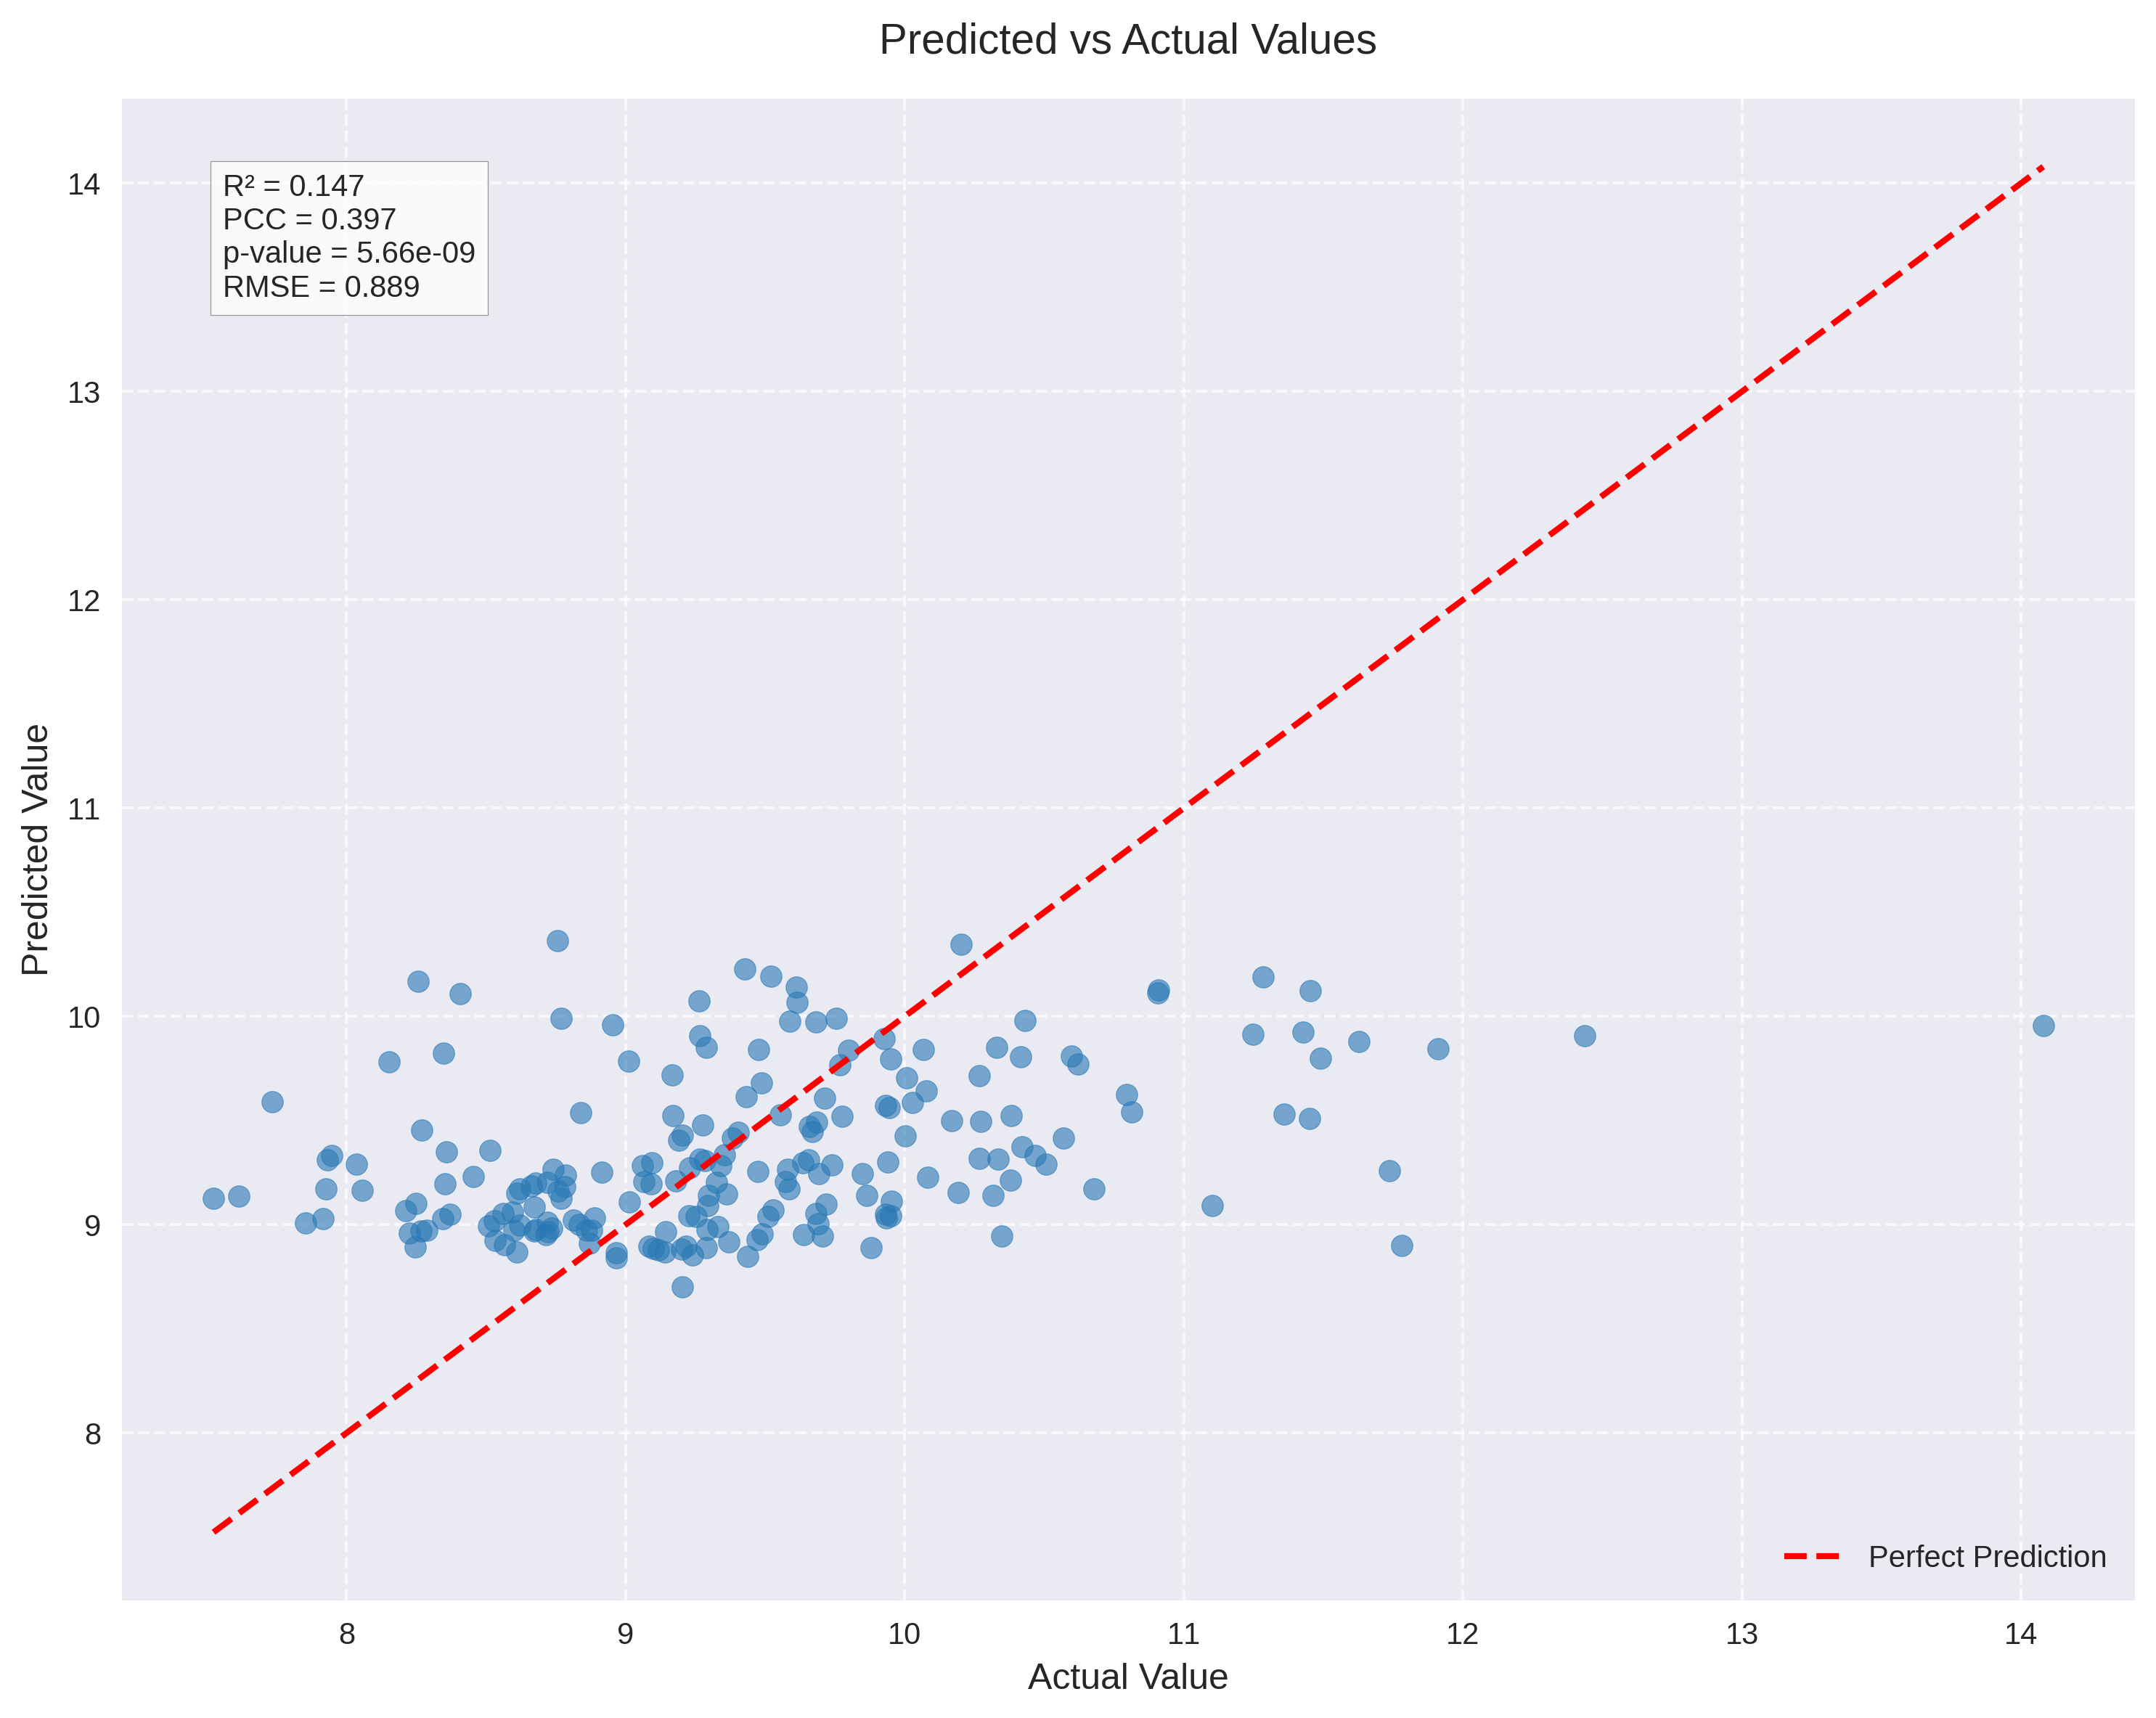 Predicted vs Actual Values
R² = 0.147
PCC = 0.397
p-value = 5.66e-09
RMSE = 0.889
14
13
12
11
10
9
8
Predicted Value
Perfect Prediction
8 9 10 11 12 13 14
Actual Value